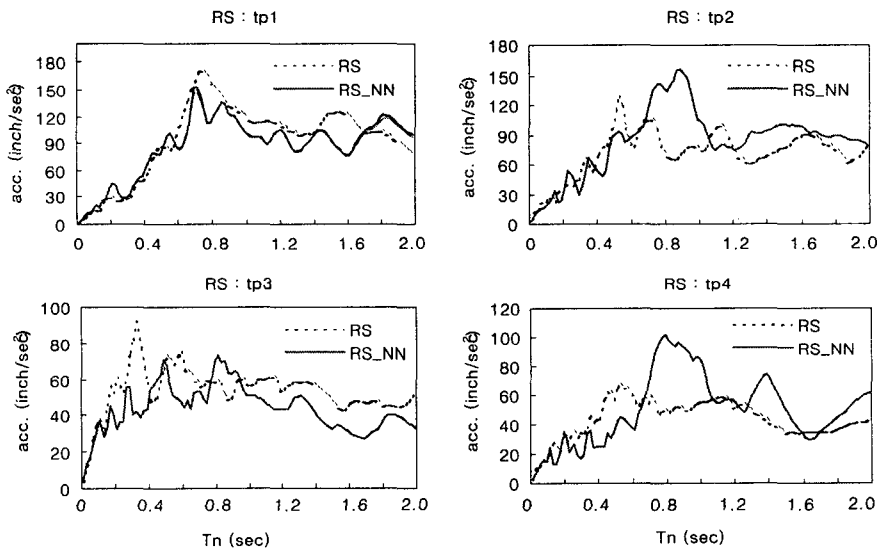 RS : tp1
acc. (inch/sec²)
180
150
120
90
60
30
0
RS
RS_NN
0
0.4
0.8
1.2
1.6
2.0
RS : tp2
acc. (inch/sec²)
180
150
120
90
60
30
0
RS
RS_NN
0
0.4
0.8
1.2
1.6
2.0
RS : tp3
acc. (inch/sec²)
100
80
60
40
20
0
RS
RS_NN
0
0.4
0.8
1.2
1.6
2.0
Tn (sec)
RS : tp4
acc. (inch/sec²)
120
100
80
60
40
20
0
RS
RS_NN
0
0.4
0.8
1.2
1.6
2.0
Tn (sec)